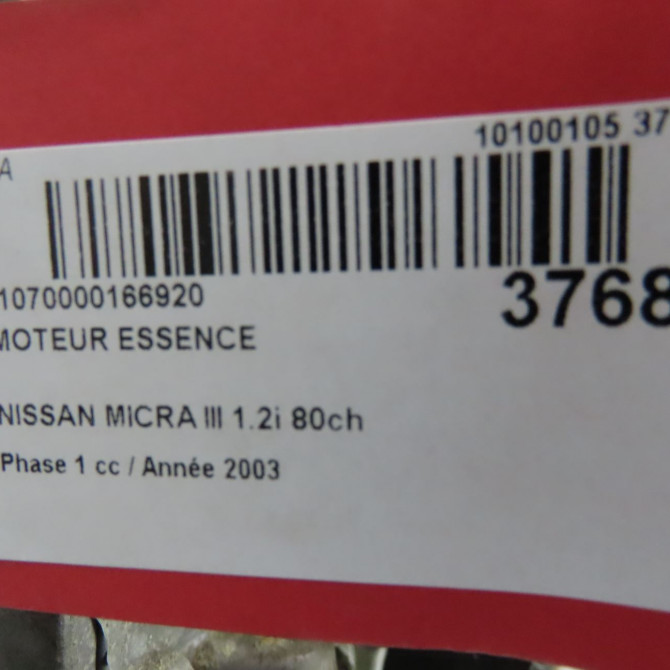 10100105 37
A
1070000166920
3768
MOTEUR ESSENCE
NISSAN MICRA III 1.2i 80ch
Phase 1 cc / Année 2003